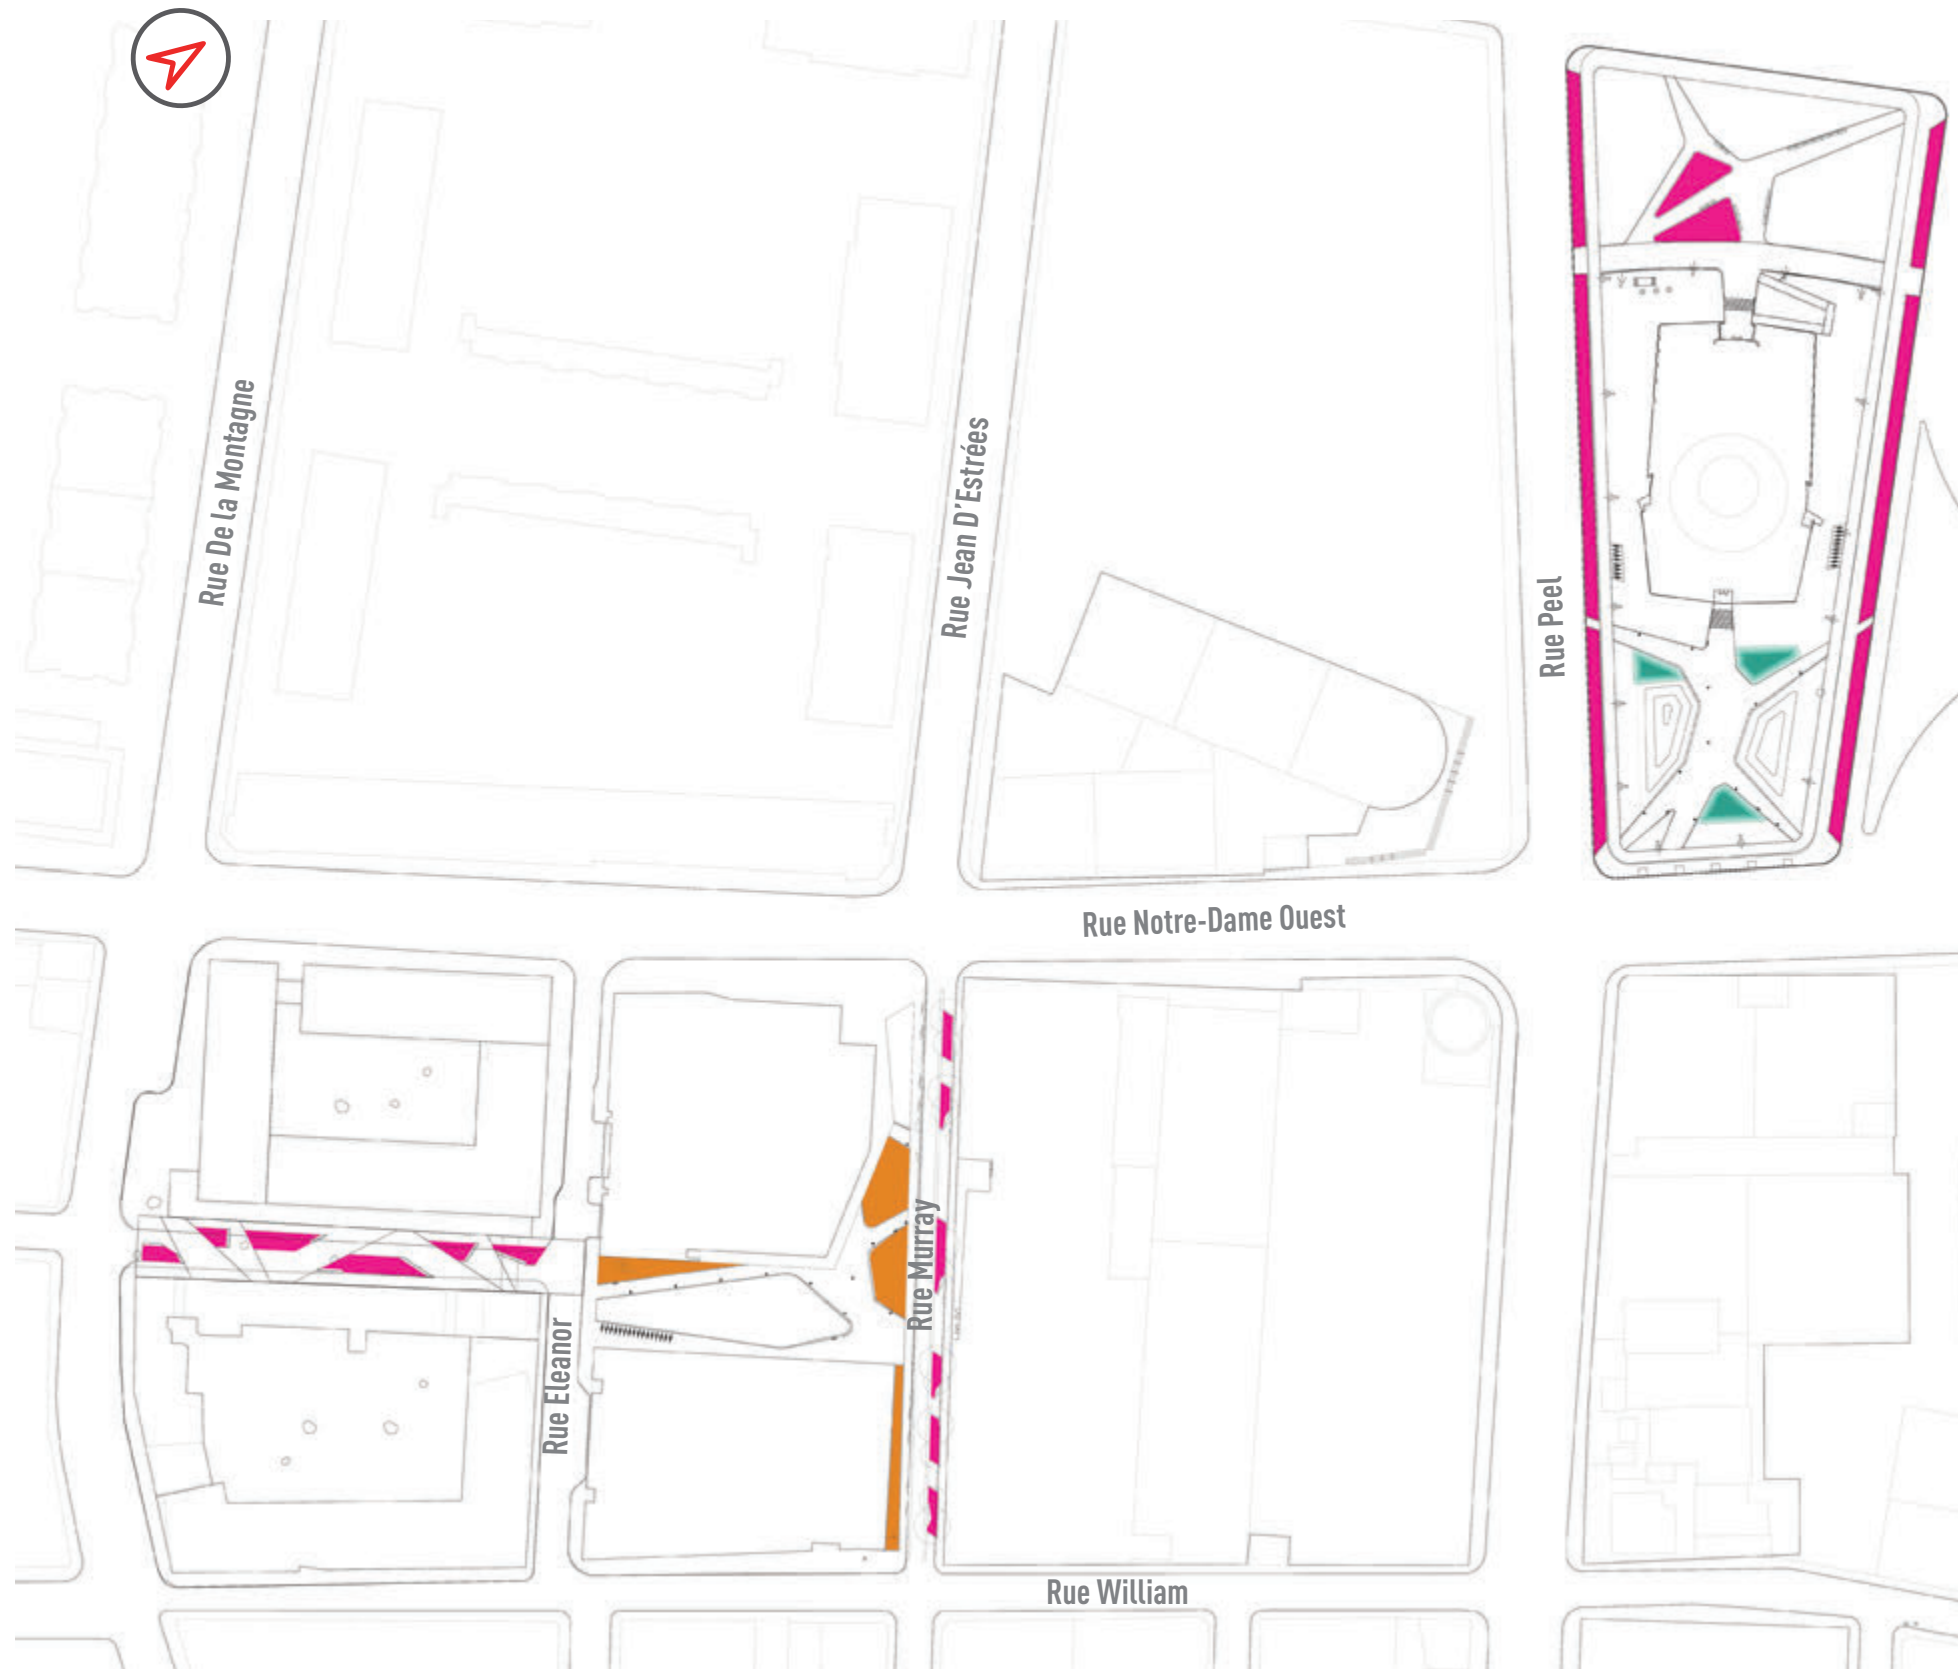 Rue De la Montagne
Rue Jean D'Estrées
Rue Peel
Rue Notre-Dame Ouest
Rue Murray
Rue Eleanor
Rue William